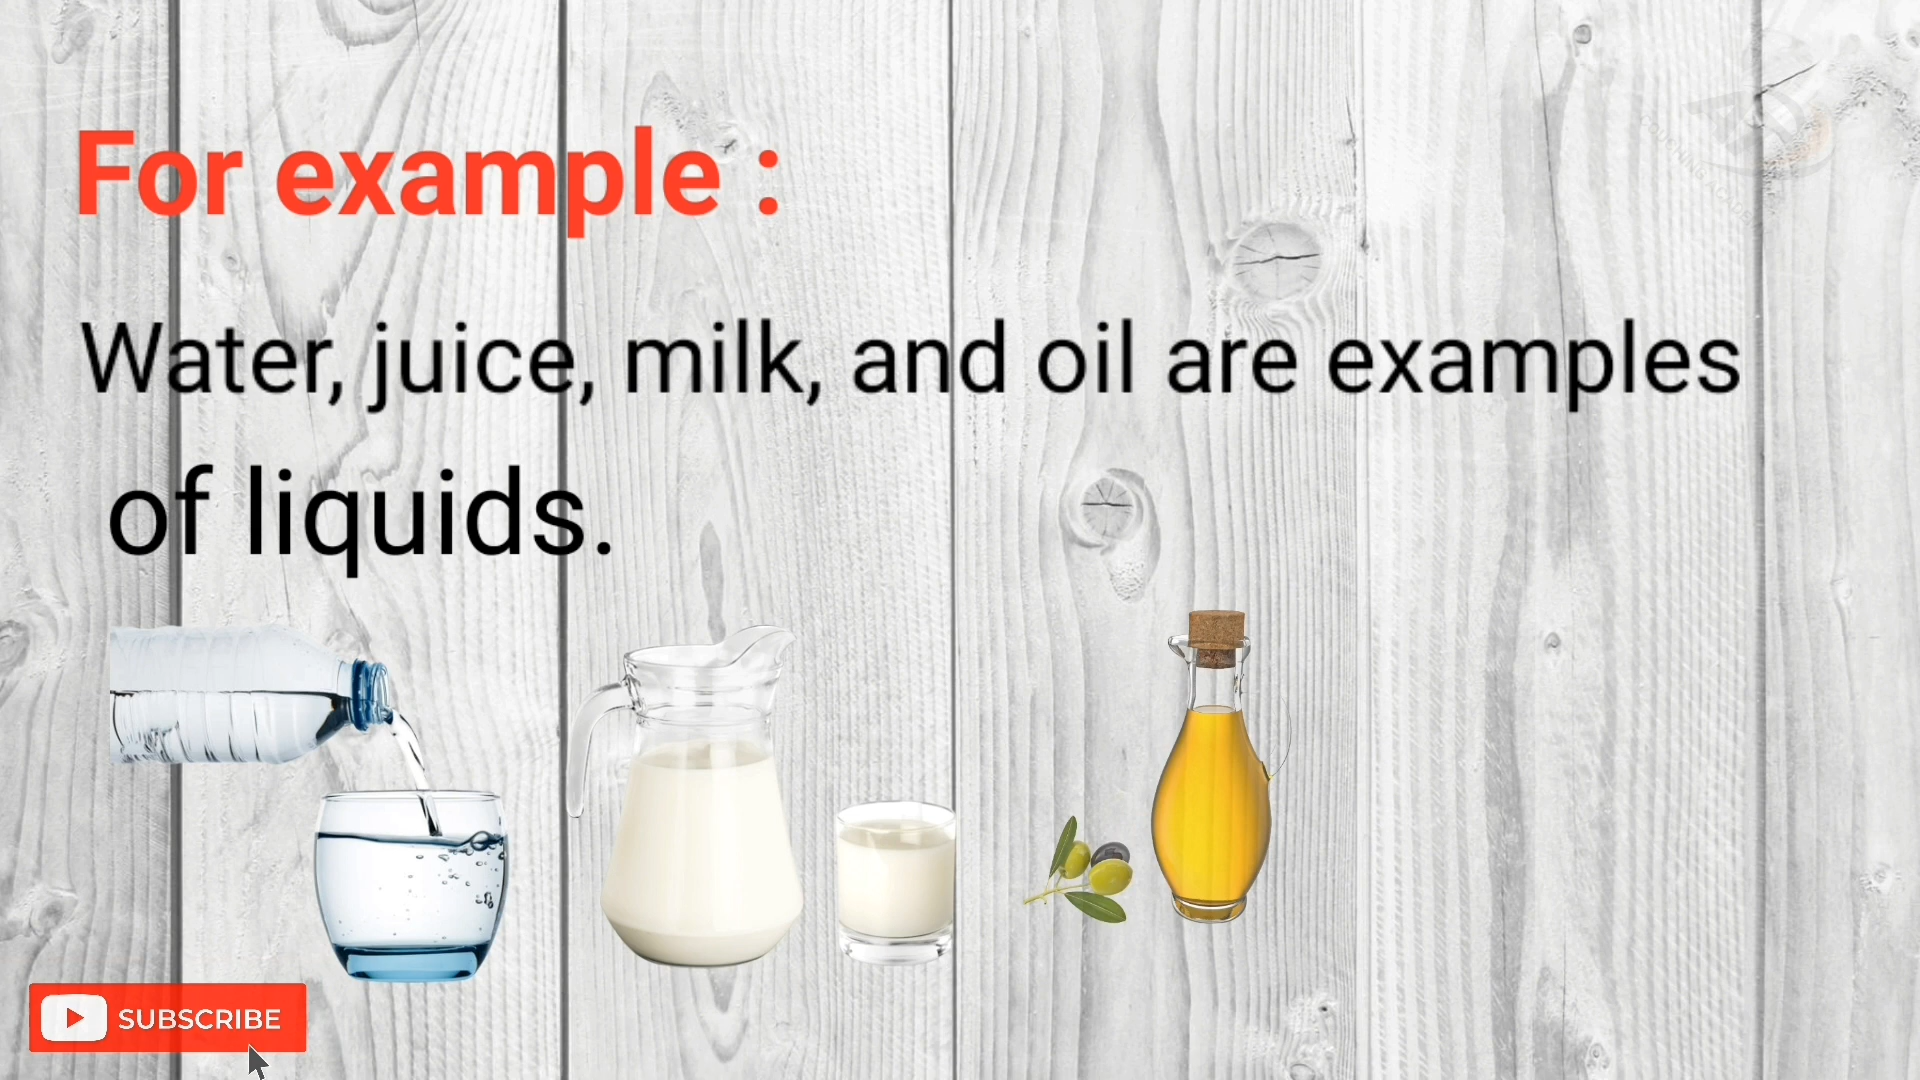 For example :
Water, juice, milk, and oil are examples
of liquids.
SUBSCRIBE